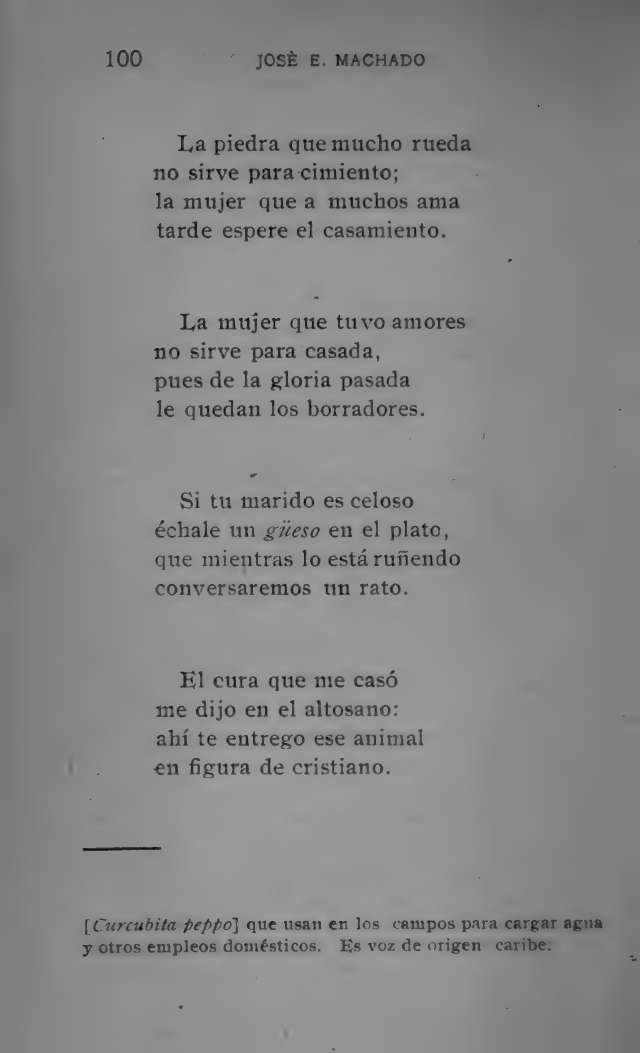 100 JOSÈ E. MACHADO
La piedra que mucho rueda
no sirve para cimiento;
la mujer que a muchos ama
tarde espere el casamiento.
La mujer que tuvo amores
no sirve para casada,
pues de la gloria pasada
le quedan los borradores.
Si tu marido es celoso
échale un güeso en el plato,
que mientras lo está ruñendo
conversaremos un rato.
El cura que me casó
me dijo en el altosano:
ahí te entrego ese animal
en figura de cristiano.
[Curcubita peppo] que usan en los campos para cargar agua
y otros empleos domésticos. Es voz de origen caribe.